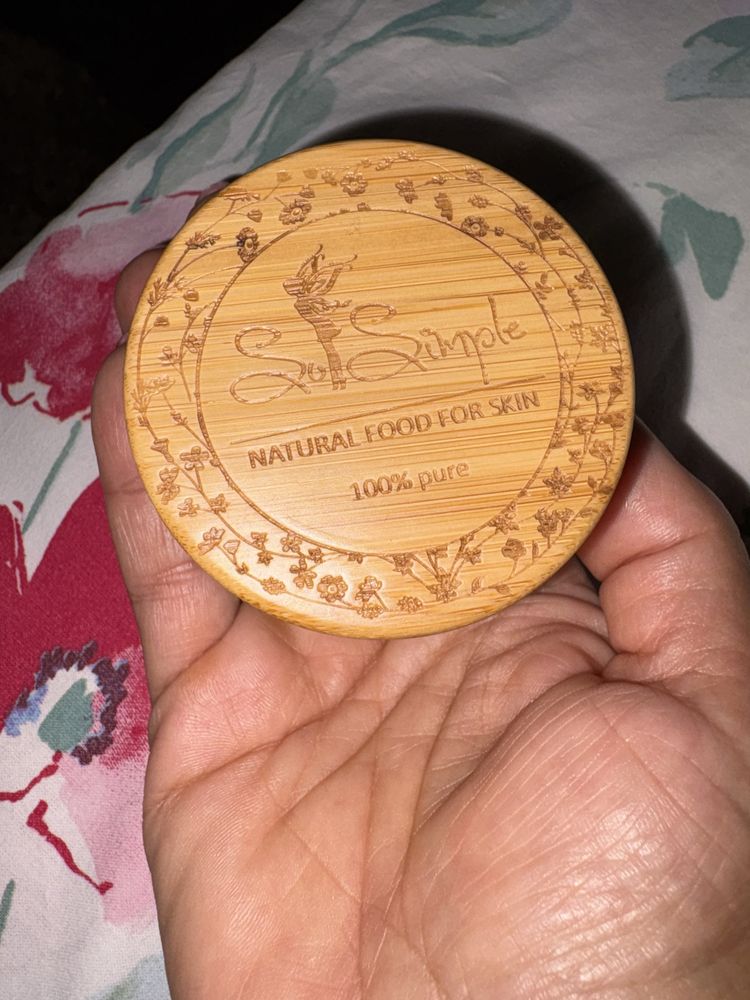 So Simple
NATURAL FOOD FOR SKIN
100% pure